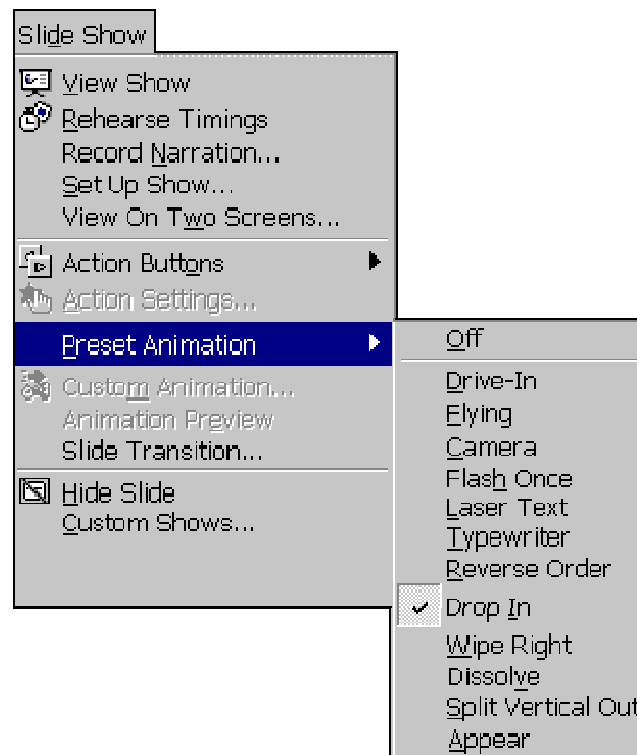 Slide Show
View Show
Rehearse Timings
Record Narration...
Set Up Show...
View On Two Screens...
Action Buttons
Action Settings...
Preset Animation
Custom Animation...
Animation Preview
Slide Transition...
Hide Slide
Custom Shows...
Off
Drive-In
Flying
Camera
Flash Once
Laser Text
Typewriter
Reverse Order
Drop In
Wipe Right
Dissolve
Split Vertical Out
Appear